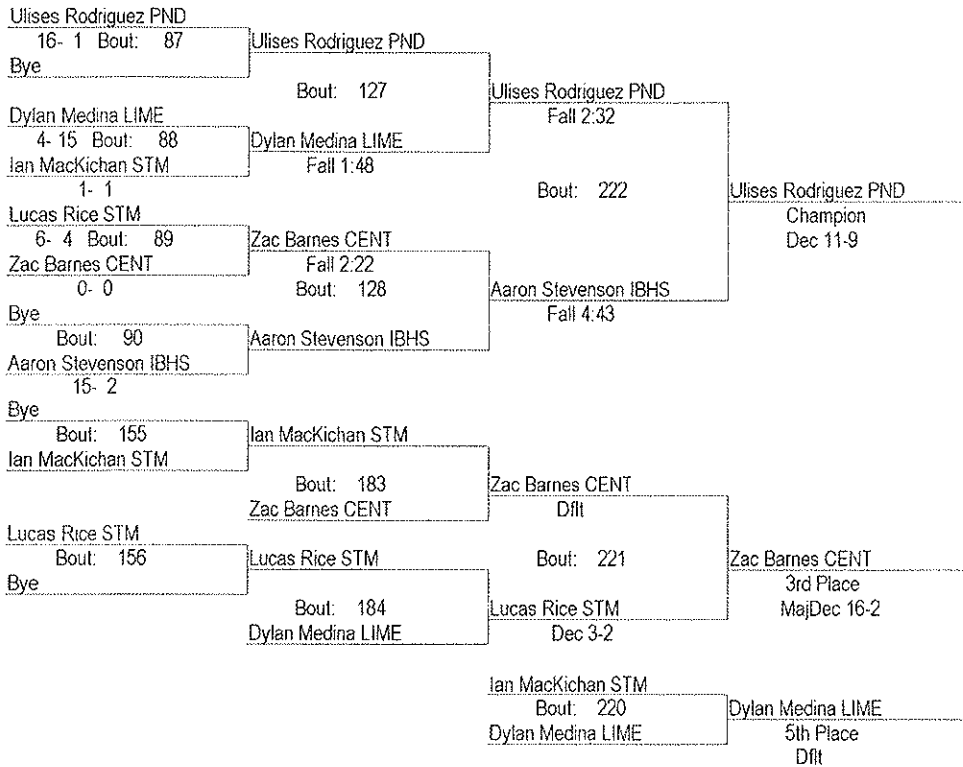 Ulises Rodriguez PND
16- 1 Bout: 87
Bye
Ulises Rodriguez PND
Bout: 127
Dylan Medina LIME
4- 15 Bout: 88
Ian MacKichan STM
1- 1
Dylan Medina LIME
Fall 1:48
Ulises Rodriguez PND
Fall 2:32
Bout: 222
Lucas Rice STM
6- 4 Bout: 89
Zac Barnes CENT
0- 0
Zac Barnes CENT
Fall 2:22
Bout: 128
Bye
Bout: 90
Aaron Stevenson IBHS
15- 2
Aaron Stevenson IBHS
Aaron Stevenson IBHS
Fall 4:43
Ulises Rodriguez PND
Champion
Dec 11-9
Bye
Bout: 155
Ian MacKichan STM
Ian MacKichan STM
Bout: 183
Zac Barnes CENT
Zac Barnes CENT
Dflt
Bout: 221
Lucas Rice STM
Bout: 156
Bye
Lucas Rice STM
Bout: 184
Dylan Medina LIME
Lucas Rice STM
Dec 3-2
Zac Barnes CENT
3rd Place
MajDec 16-2
Ian MacKichan STM
Bout: 220
Dylan Medina LIME
Dylan Medina LIME
5th Place
Dflt